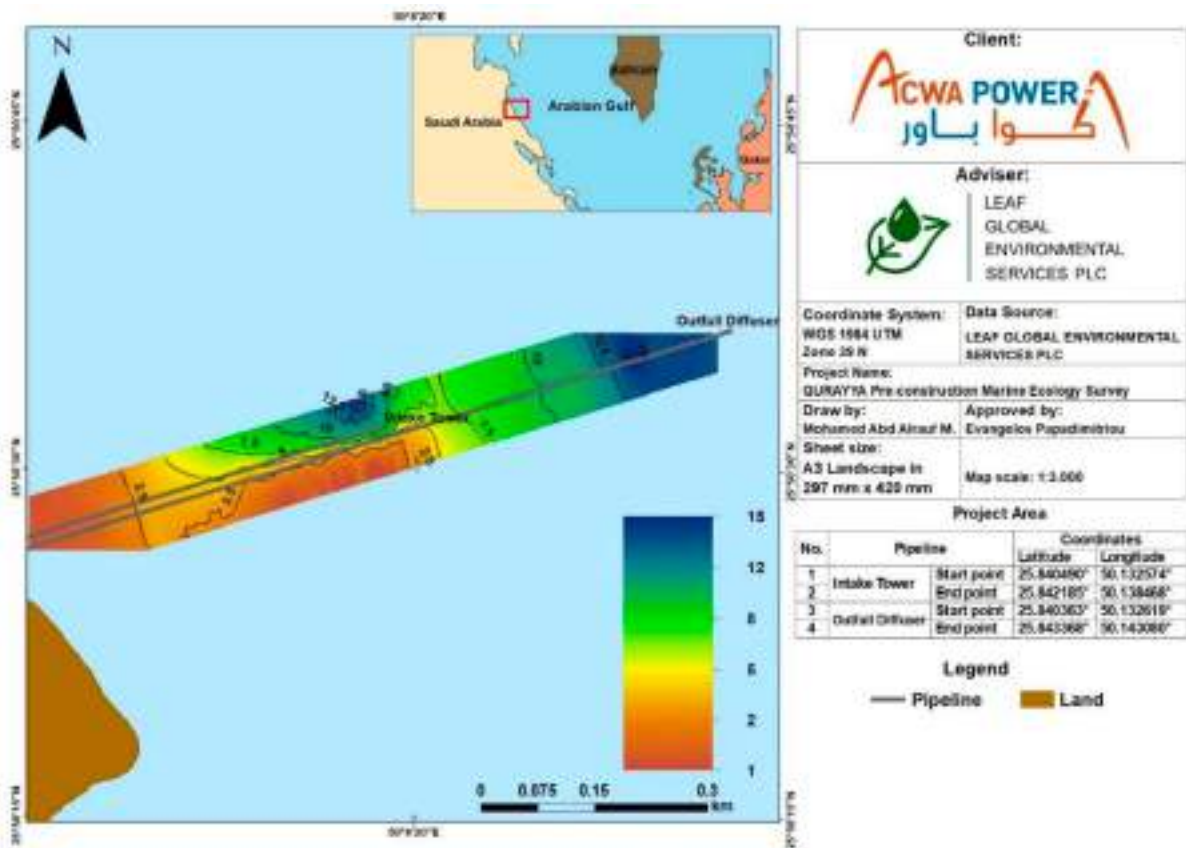 N
Bahrain
Arabian Gulf
Saudi Arabia
Qatar
Outfall Diffuser
Intake Tower
15
12
8
5
2
1
0 0.075 0.15 0.3
km
Client:
ACWA POWER
أكوا باور
Adviser:
LEAF
GLOBAL
ENVIRONMENTAL
SERVICES PLC
Coordinate System:
WGS 1984 UTM
Zone 39 N
Data Source:
LEAF GLOBAL ENVIRONMENTAL
SERVICES PLC
Project Name:
QURAYYA Pre-construction Marine Ecology Survey
Draw by:
Mohamed Abd Alrauf M.
Approved by:
Evangelos Papadimitriou
Sheet size:
A3 Landscape in
297 mm x 420 mm
Map scale: 1:3.000
Project Area
No. Pipeline Coordinates
Latitude Longitude
1 Intake Tower Start point 25.840490° 50.132574°
2 End point 25.842185° 50.138468°
3 Outfall Diffuser Start point 25.840363° 50.132619°
4 End point 25.843368° 50.143080°
Legend
Pipeline Land